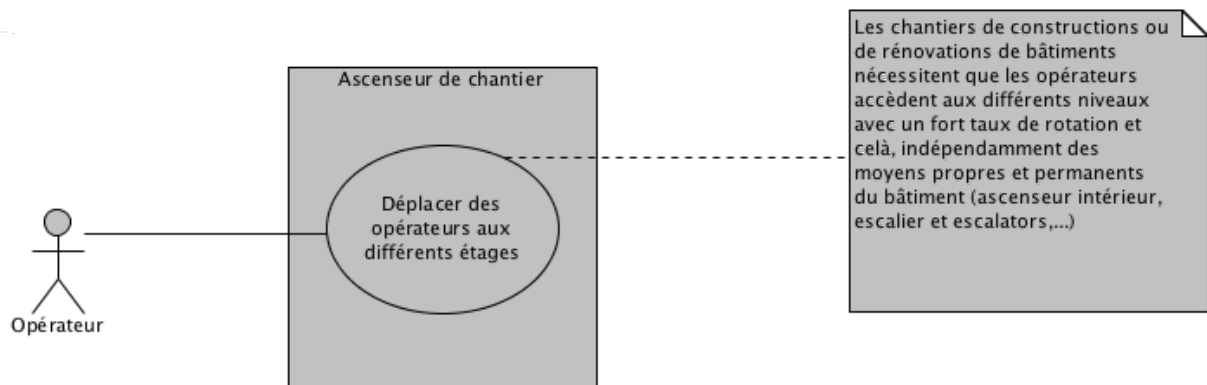 Ascenseur de chantier
Déplacer des
opérateurs aux
différents étages
Opérateur
Les chantiers de constructions ou
de rénovations de bâtiments
nécessitent que les opérateurs
accèdent aux différents niveaux
avec un fort taux de rotation et
celà, indépendamment des
moyens propres et permanents
du bâtiment (ascenseur intérieur,
escalier et escalators,...)